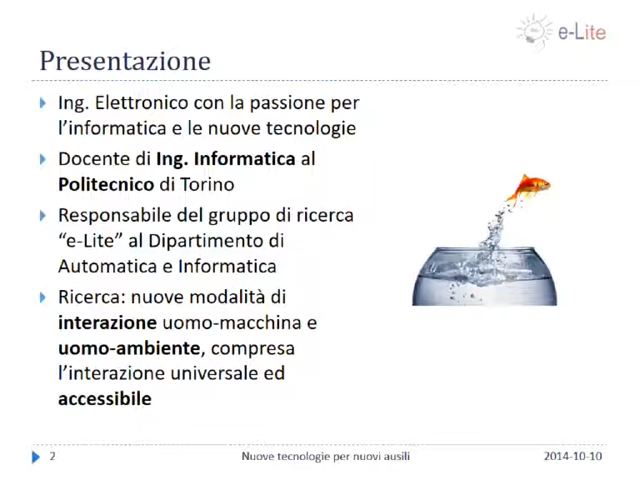 e-Lite
Presentazione
Ing. Elettronico con la passione per
l'informatica e le nuove tecnologie
Docente di Ing. Informatica al
Politecnico di Torino
Responsabile del gruppo di ricerca
“e-Lite” al Dipartimento di
Automatica e Informatica
Ricerca: nuove modalità di
interazione uomo-macchina e
uomo-ambiente, compresa
l'interazione universale ed
accessibile
2
Nuove tecnologie per nuovi ausili
2014-10-10